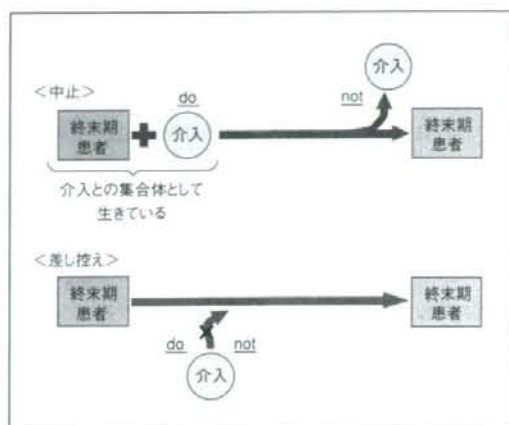 ＜中止＞
do
not
介入
終末期
患者
介入
終末期
患者
介入との集合体として
生きている
＜差し控え＞
終末期
患者
終末期
患者
do
not
介入